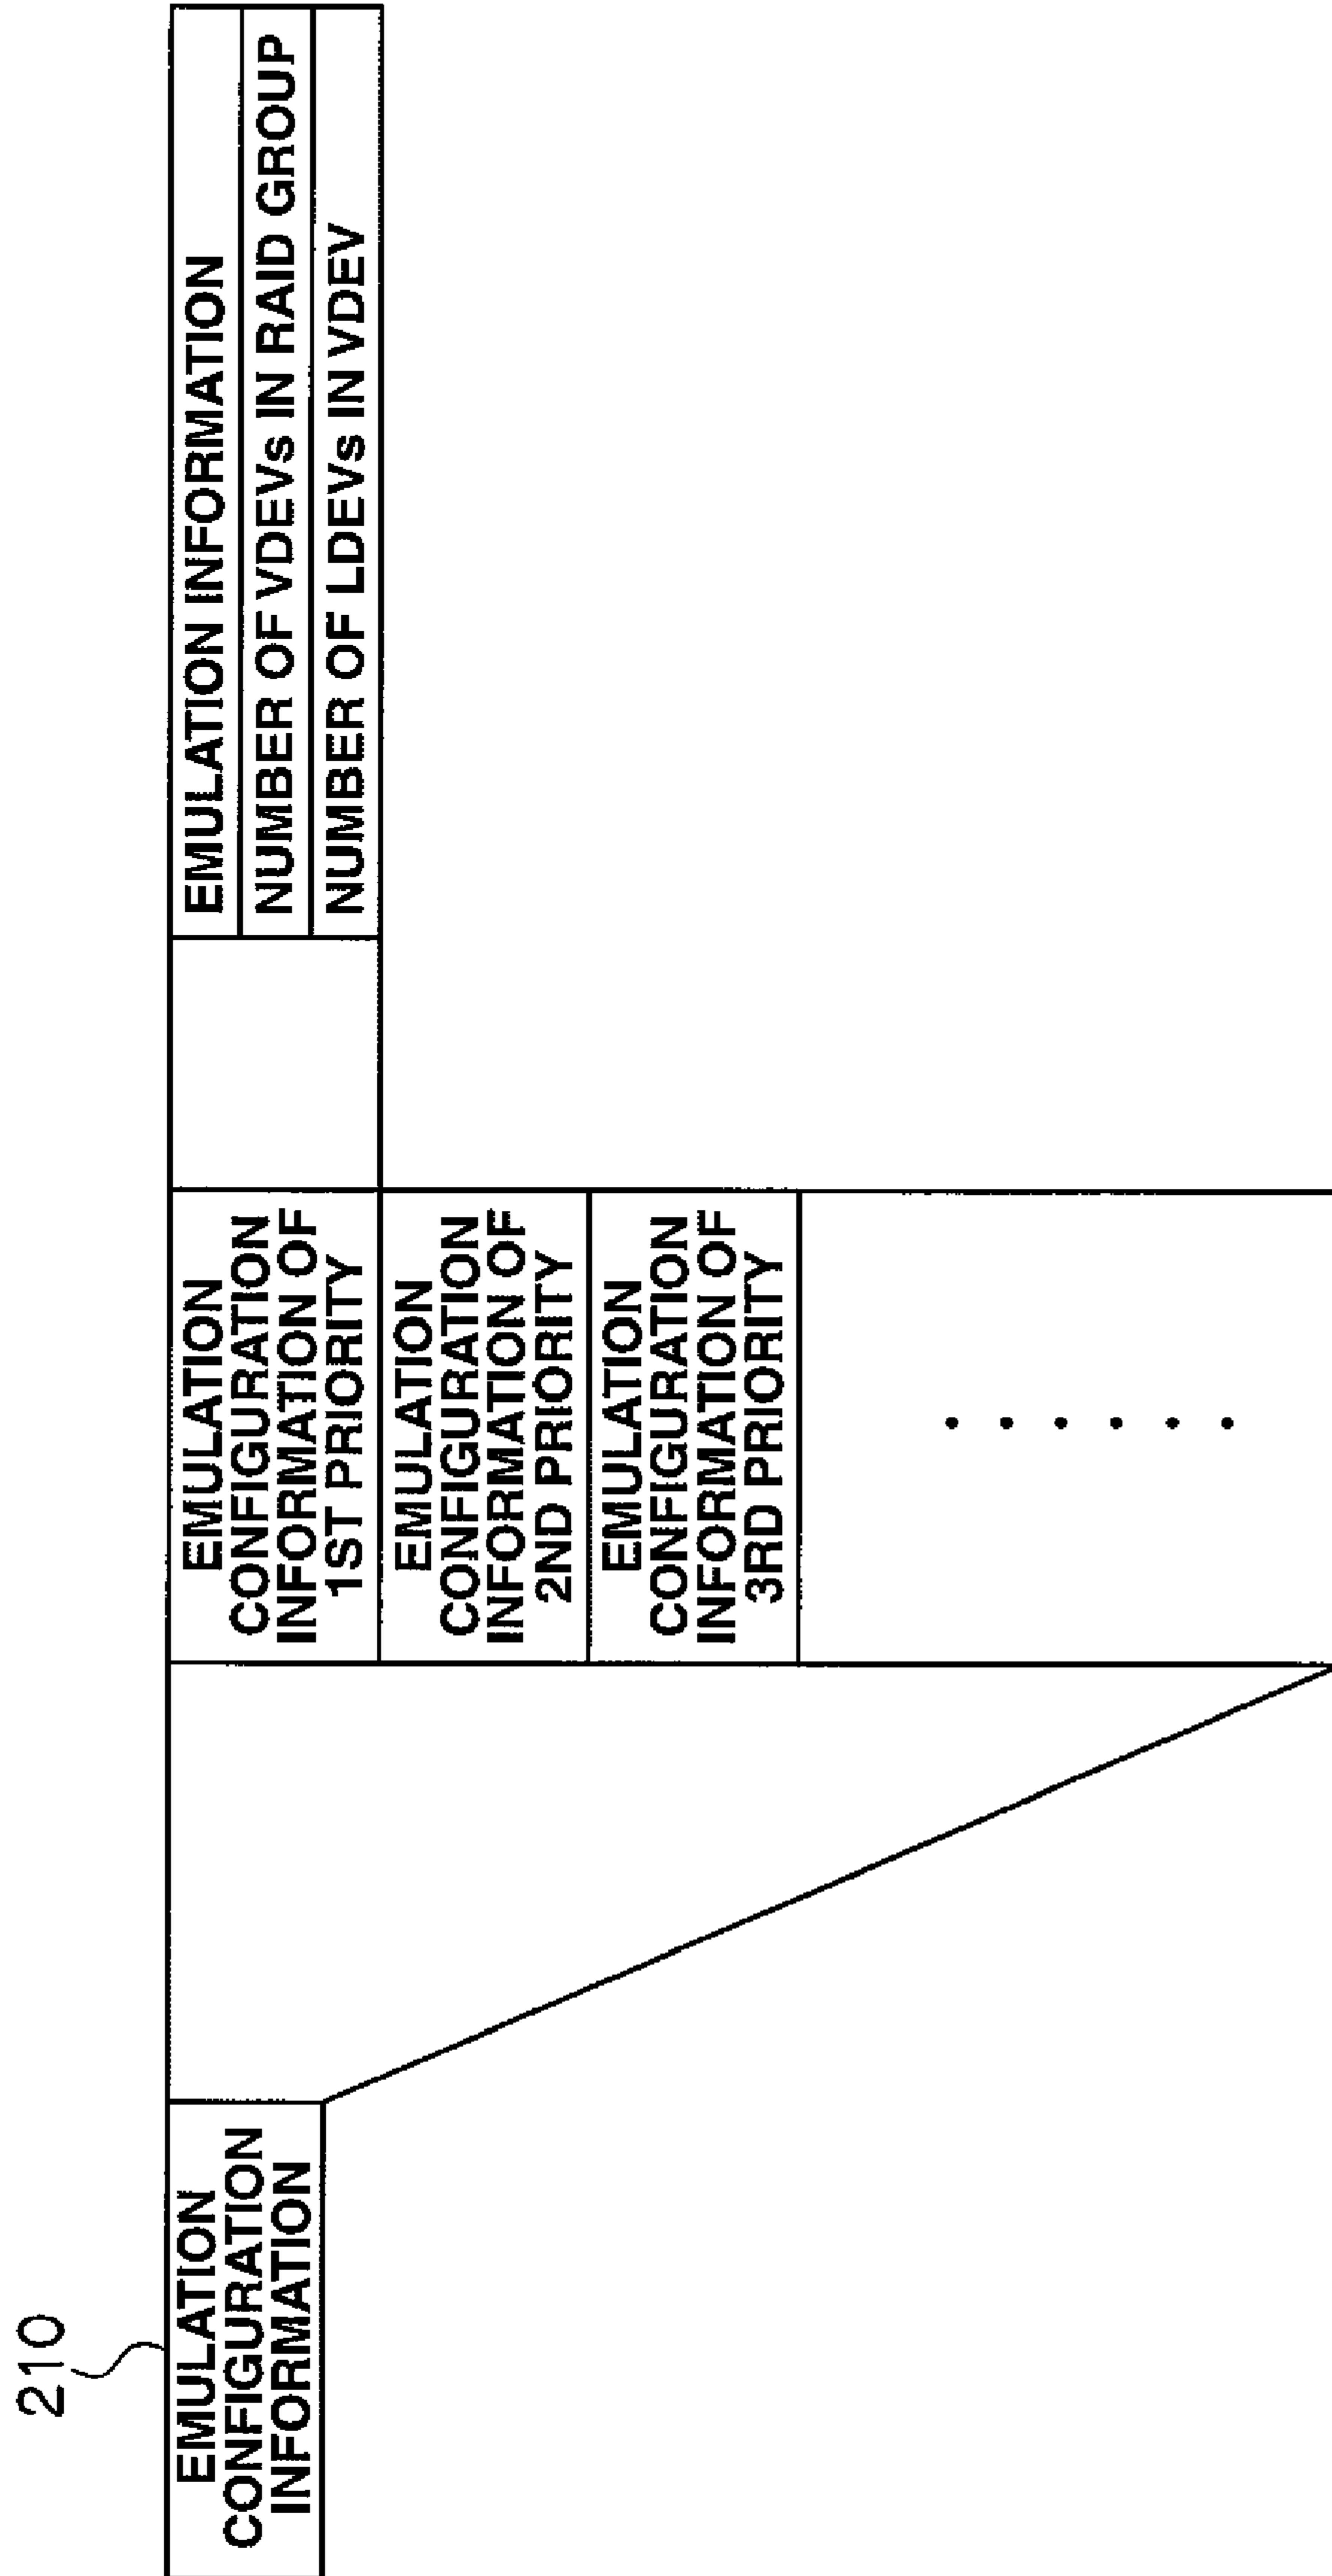 210
EMULATION
CONFIGURATION
INFORMATION
EMULATION
CONFIGURATION
INFORMATION OF
1ST PRIORITY
EMULATION
CONFIGURATION
INFORMATION OF
2ND PRIORITY
EMULATION
CONFIGURATION
INFORMATION OF
3RD PRIORITY
EMULATION INFORMATION
NUMBER OF VDEVs IN RAID GROUP
NUMBER OF LDEVs IN VDEV